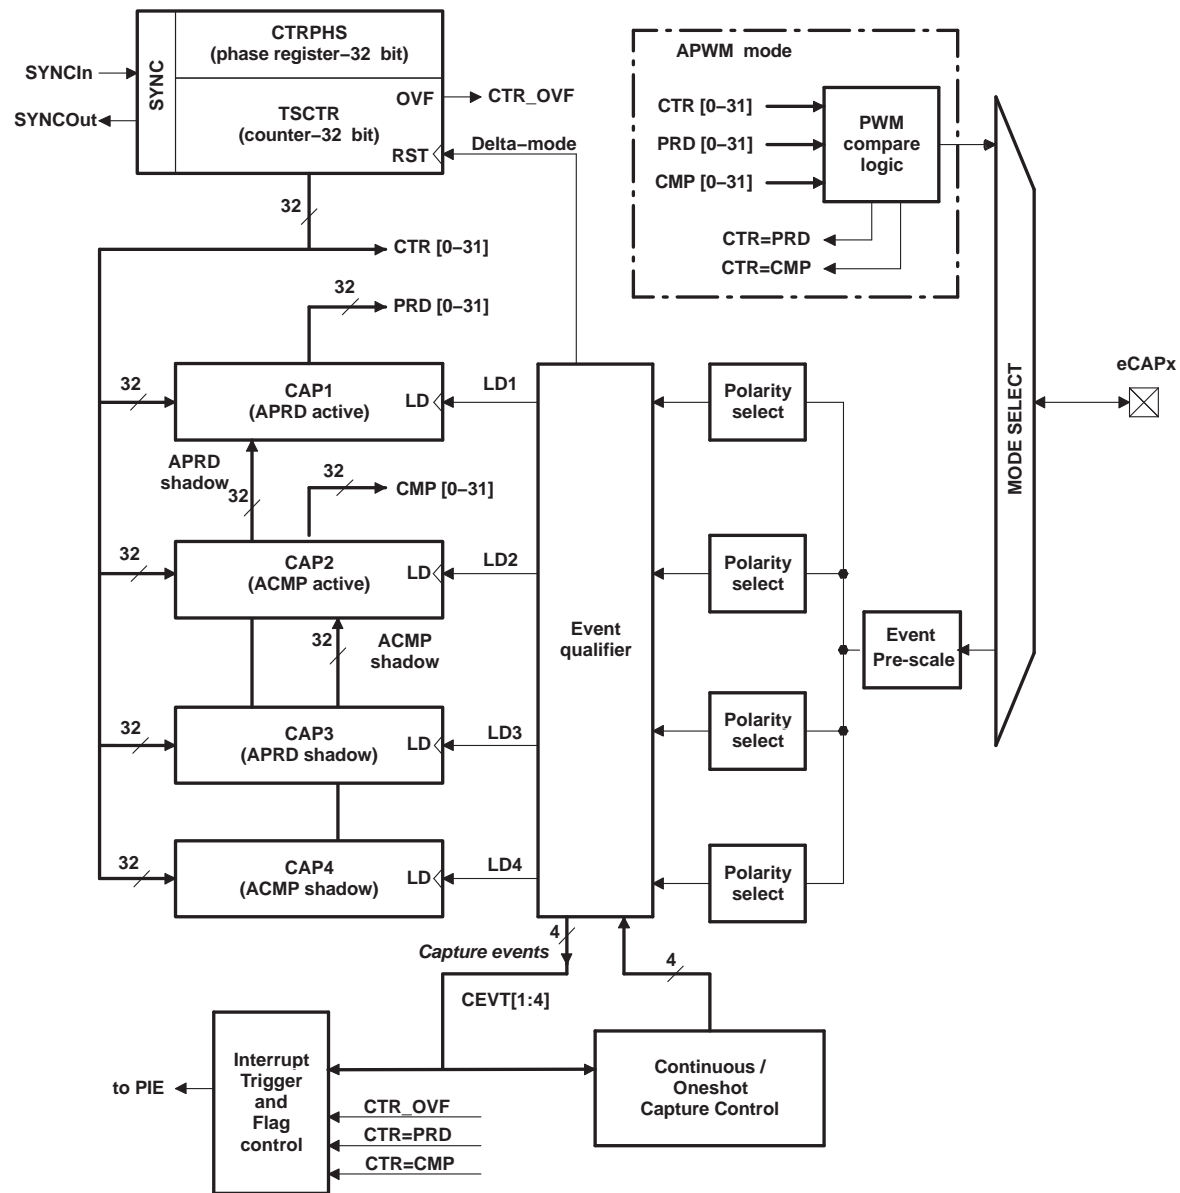 CTRPHS
(phase register−32 bit)
SYNC
SYNCIn
SYNCOut
TSCTR
(counter−32 bit)
OVF
CTR_OVF
RST
Delta−mode
32
CTR [0−31]
32
PRD [0−31]
APWM mode
CTR [0−31]
PRD [0−31]
CMP [0−31]
PWM
compare
logic
CTR=PRD
CTR=CMP
MODE SELECT
eCAPx
32
CAP1
(APRD active)
LD
LD1
Polarity
select
APRD
shadow
32
32
CMP [0−31]
32
CAP2
(ACMP active)
LD
LD2
Polarity
select
32
ACMP
shadow
Event
qualifier
Event
Pre-scale
32
CAP3
(APRD shadow)
LD
LD3
Polarity
select
32
CAP4
(ACMP shadow)
LD
LD4
Polarity
select
4
Capture events
4
CEVT[1:4]
Interrupt
Trigger
and
Flag
control
to PIE
CTR_OVF
CTR=PRD
CTR=CMP
Continuous /
Oneshot
Capture Control